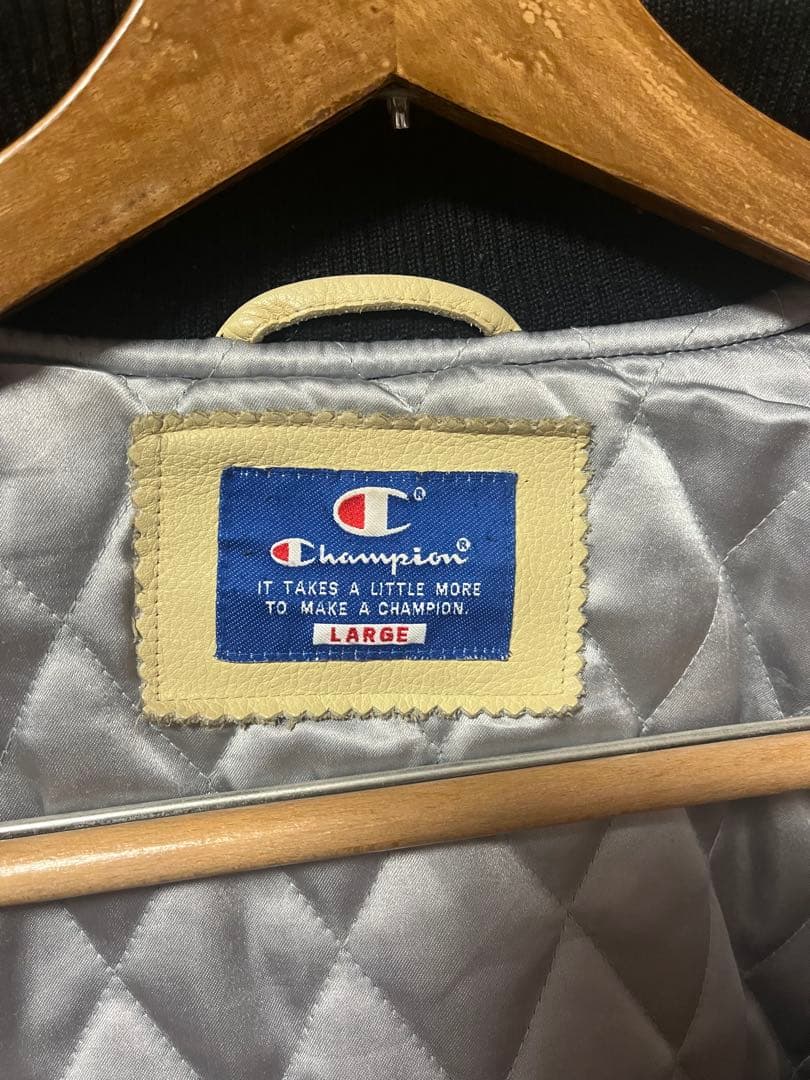 Champion®
IT TAKES A LITTLE MORE
TO MAKE A CHAMPION.
LARGE